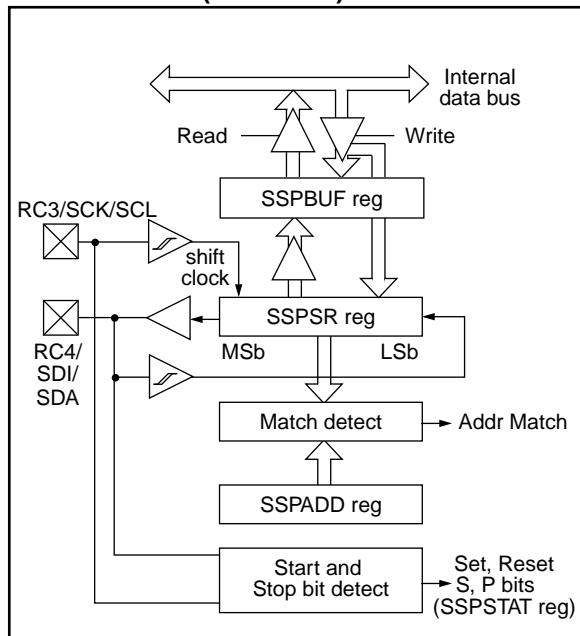 Internal
data bus
Read
Write
SSPBUF reg
RC3/SCK/SCL
shift
clock
SSPSR reg
MSb
LSb
RC4/
SDI/
SDA
Match detect
Addr Match
SSPADD reg
Start and
Stop bit detect
Set, Reset
S, P bits
(SSPSTAT reg)